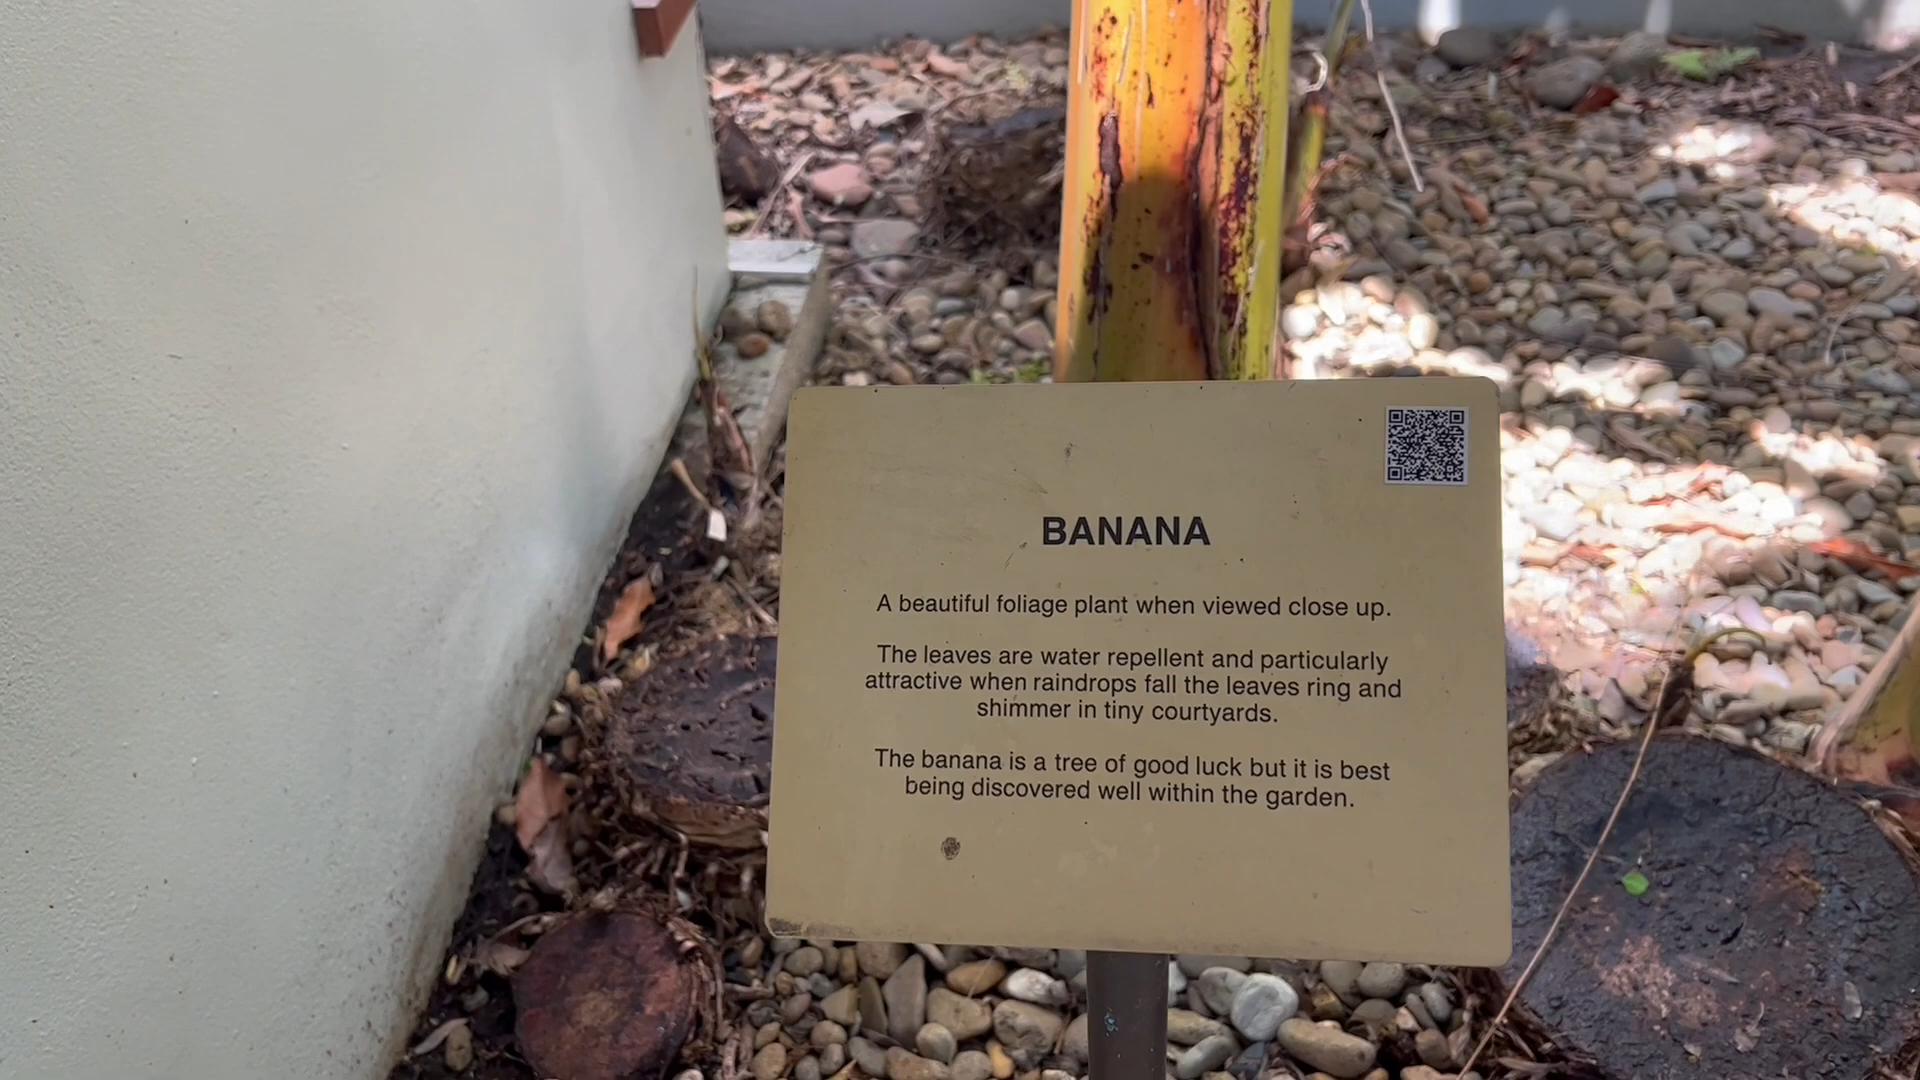 BANANA
A beautiful foliage plant when viewed close up.
The leaves are water repellent and particularly
attractive when raindrops fall the leaves ring and
shimmer in tiny courtyards.
The banana is a tree of good luck but it is best
being discovered well within the garden.